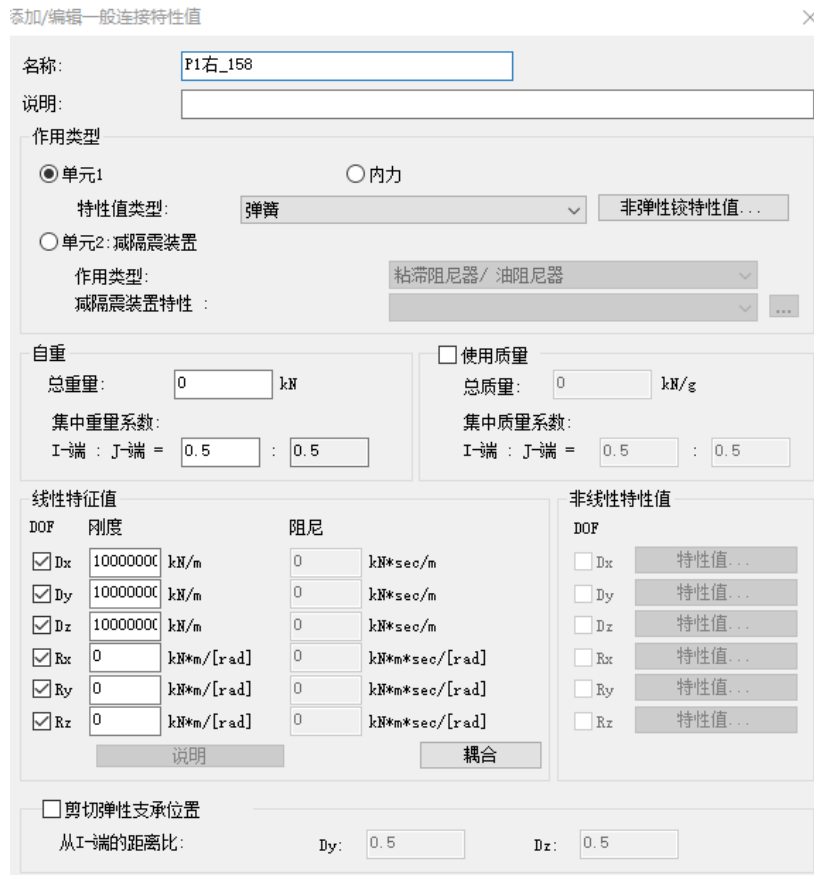 添加/编辑一般连接特性值
名称: P1右_158
说明:
作用类型
单元1 内力
特性值类型: 弹簧 非弹性铰特性值...
单元2:减隔震装置
作用类型: 粘滞阻尼器/ 油阻尼器
减隔震装置特性 : ...
自重 使用质量
总重量: 0 kN 总质量: 0 kN/g
集中重量系数: 集中质量系数:
I-端 : J-端 = 0.5 : 0.5 I-端 : J-端 = 0.5 : 0.5
线性特征值 非线性特性值
DOF 刚度 阻尼 DOF
Dx 10000000 kN/m 0 kN*sec/m Dx 特性值...
Dy 10000000 kN/m 0 kN*sec/m Dy 特性值...
Dz 10000000 kN/m 0 kN*sec/m Dz 特性值...
Rx 0 kN*m/[rad] 0 kN*m*sec/[rad] Rx 特性值...
Ry 0 kN*m/[rad] 0 kN*m*sec/[rad] Ry 特性值...
Rz 0 kN*m/[rad] 0 kN*m*sec/[rad] Rz 特性值...
说明 耦合
剪切弹性支承位置
从I-端的距离比: Dy: 0.5 Dz: 0.5